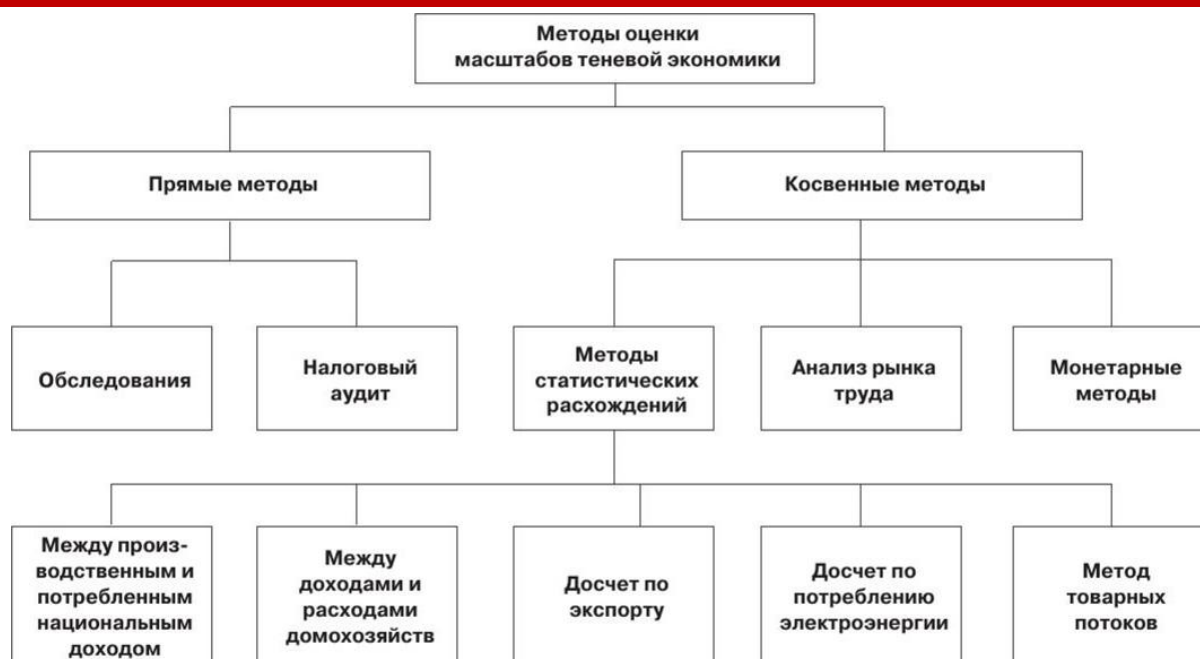 Методы оценки
масштабов теневой экономики
Прямые методы
Косвенные методы
Обследования
Налоговый
аудит
Методы
статистических
расхождений
Анализ рынка
труда
Монетарные
методы
Между произ-
водственным и
потребленным
национальным
доходом
Между
доходами и
расходами
домохозяйств
Досчет по
экспорту
Досчет по
потреблению
электроэнергии
Метод
товарных
потоков